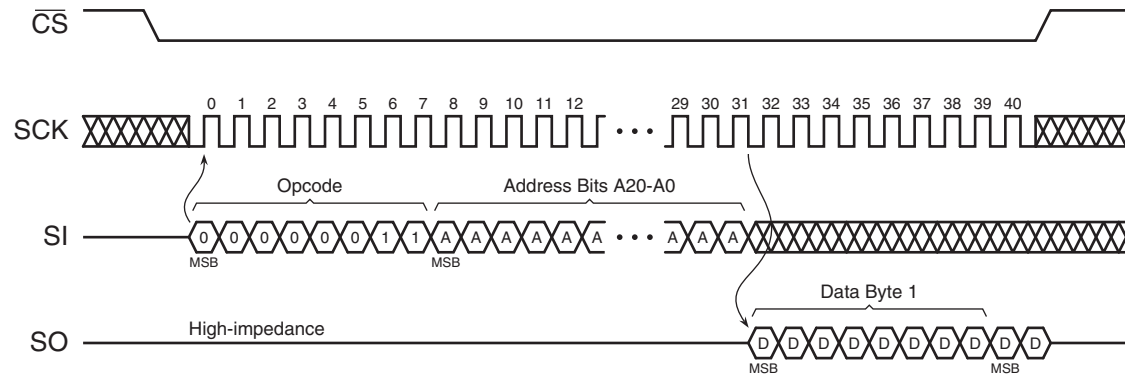 CS
0 1 2 3 4 5 6 7 8 9 10 11 12 29 30 31 32 33 34 35 36 37 38 39 40
SCK
Opcode Address Bits A20-A0
SI 0 0 0 0 0 0 1 1 A A A A A A A A A
MSB MSB
Data Byte 1
High-impedance
SO D D D D D D D D D D
MSB MSB